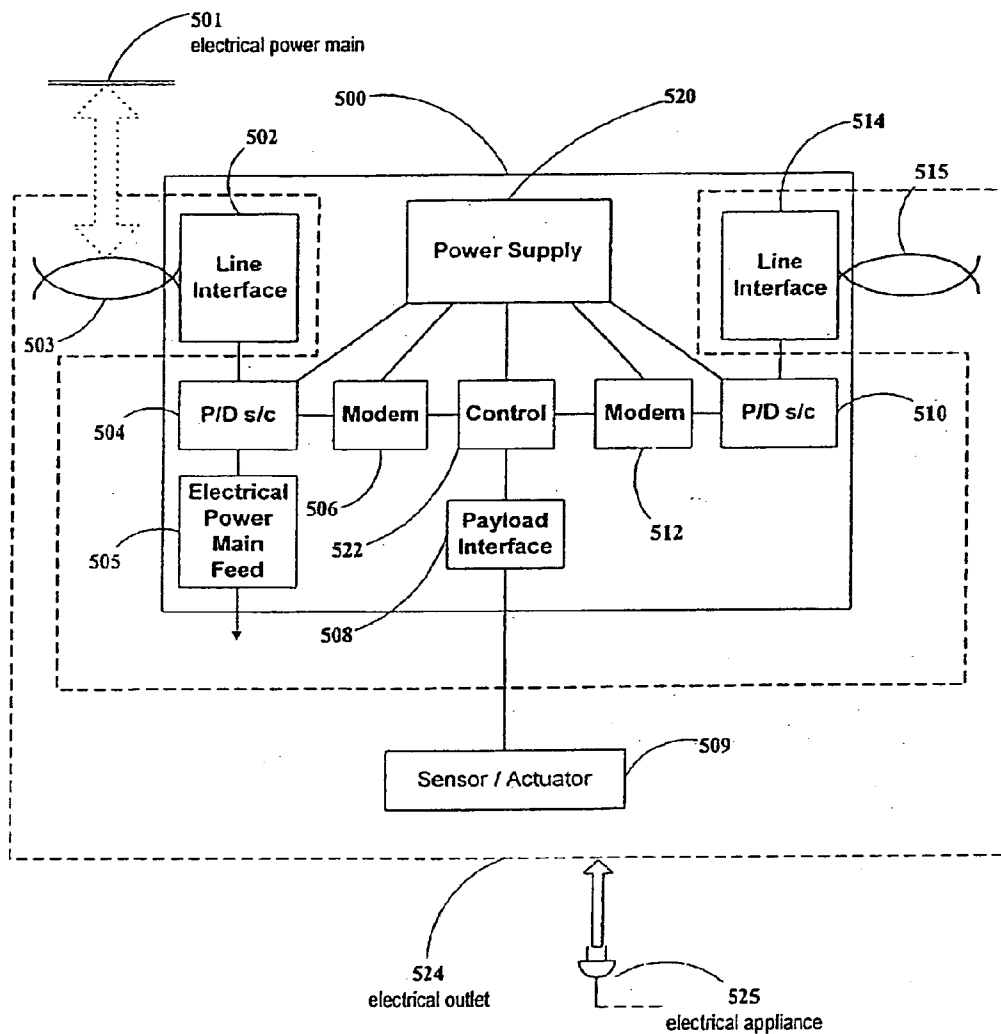 501
electrical power main
500
520
514
502
515
Power Supply
Line
Interface
Line
Interface
503
504
P/D s/c
Modem
Control
Modem
P/D s/c
510
505
Electrical
Power
Main
Feed
506
522
Payload
Interface
512
508
509
Sensor / Actuator
524
electrical outlet
525
electrical appliance